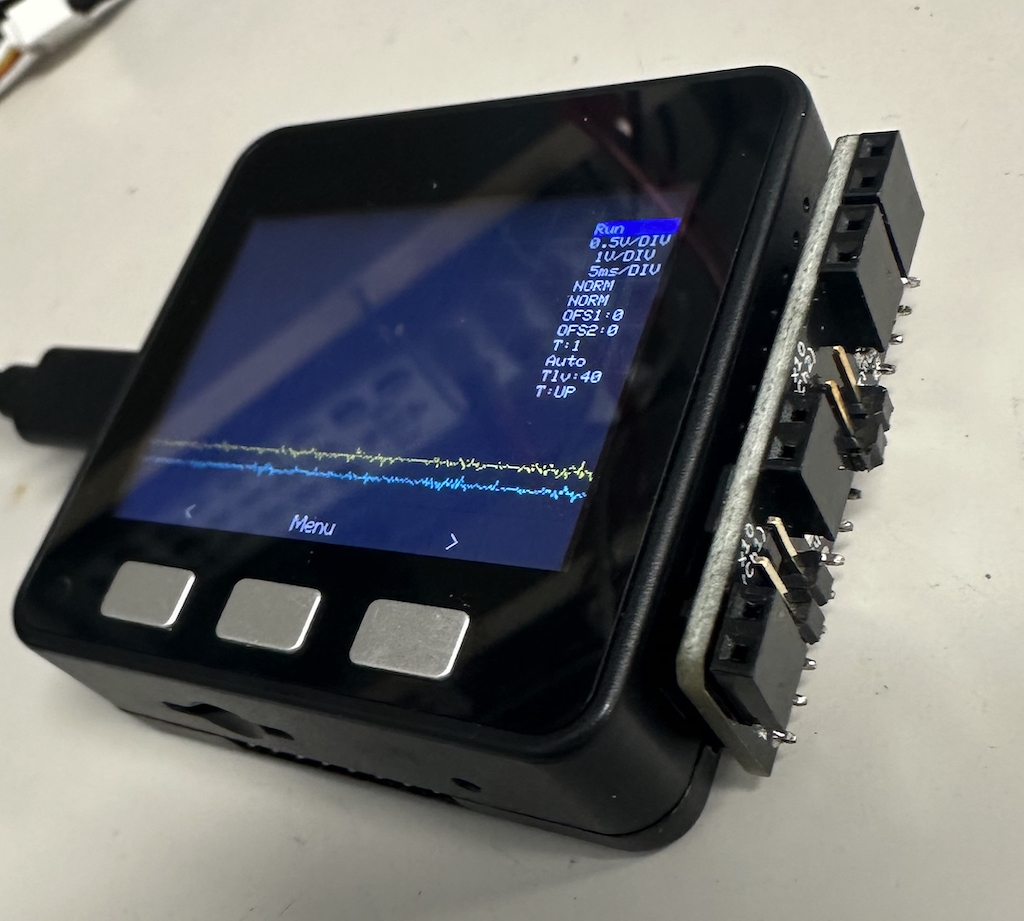 Run
0.5V/DIV
1V/DIV
5ms/DIV
NORM
NORM
OFS1:0
OFS2:0
T:1
Auto
Tlv:40
T:UP
< Menu >